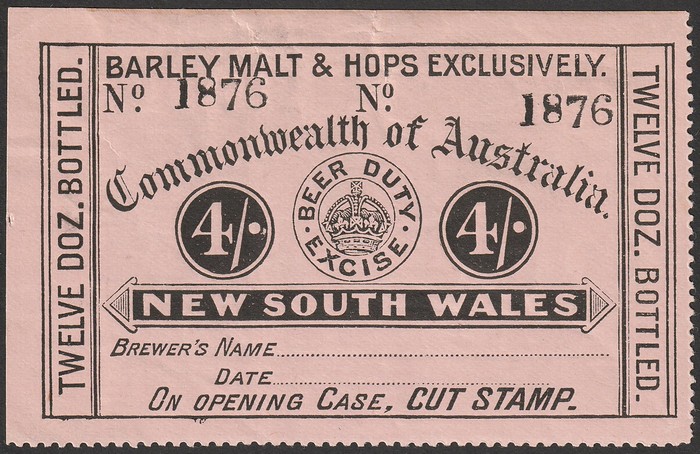 BARLEY MALT & HOPS EXCLUSIVELY.
No. 1876 No. 1876
Commonwealth of Australia.
4/· BEER DUTY · EXCISE · 4/·
NEW SOUTH WALES
BREWER'S NAME
DATE
ON OPENING CASE, CUT STAMP.
TWELVE DOZ. BOTTLED.
TWELVE DOZ. BOTTLED.